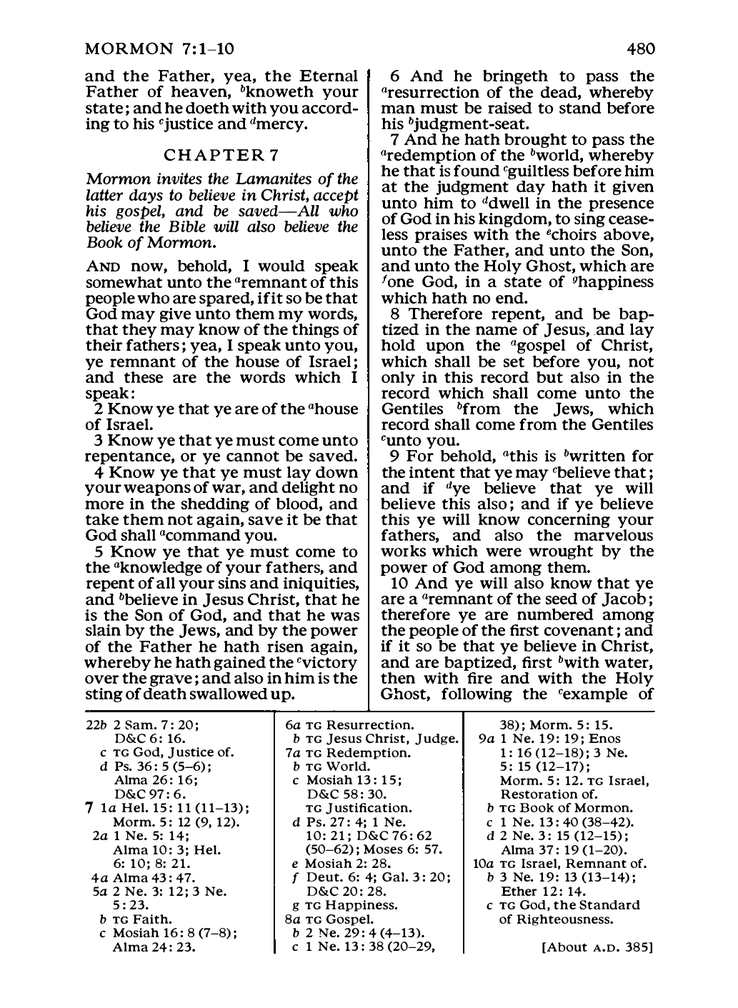 MORMON 7:1–10
480
and the Father, yea, the Eternal
Father of heaven, bknoweth your
state; and he doeth with you accord-
ing to his cjustice and dmercy.
CHAPTER 7
Mormon invites the Lamanites of the
latter days to believe in Christ, accept
his gospel, and be saved—All who
believe the Bible will also believe the
Book of Mormon.
AND now, behold, I would speak
somewhat unto the aremnant of this
people who are spared, if it so be that
God may give unto them my words,
that they may know of the things of
their fathers; yea, I speak unto you,
ye remnant of the house of Israel;
and these are the words which I
speak:
2 Know ye that ye are of the ahouse
of Israel.
3 Know ye that ye must come unto
repentance, or ye cannot be saved.
4 Know ye that ye must lay down
your weapons of war, and delight no
more in the shedding of blood, and
take them not again, save it be that
God shall acommand you.
5 Know ye that ye must come to
the aknowledge of your fathers, and
repent of all your sins and iniquities,
and bbelieve in Jesus Christ, that he
is the Son of God, and that he was
slain by the Jews, and by the power
of the Father he hath risen again,
whereby he hath gained the cvictory
over the grave; and also in him is the
sting of death swallowed up.
6 And he bringeth to pass the
aresurrection of the dead, whereby
man must be raised to stand before
his bjudgment-seat.
7 And he hath brought to pass the
aredemption of the bworld, whereby
he that is found cguiltless before him
at the judgment day hath it given
unto him to ddwell in the presence
of God in his kingdom, to sing cease-
less praises with the echoirs above,
unto the Father, and unto the Son,
and unto the Holy Ghost, which are
fone God, in a state of ghappiness
which hath no end.
8 Therefore repent, and be bap-
tized in the name of Jesus, and lay
hold upon the agospel of Christ,
which shall be set before you, not
only in this record but also in the
record which shall come unto the
Gentiles bfrom the Jews, which
record shall come from the Gentiles
cunto you.
9 For behold, athis is bwritten for
the intent that ye may cbelieve that;
and if dye believe that ye will
believe this also; and if ye believe
this ye will know concerning your
fathers, and also the marvelous
works which were wrought by the
power of God among them.
10 And ye will also know that ye
are a aremnant of the seed of Jacob;
therefore ye are numbered among
the people of the first covenant; and
if it so be that ye believe in Christ,
and are baptized, first bwith water,
then with fire and with the Holy
Ghost, following the cexample of
22b 2 Sam. 7: 20;
D&C 6: 16.
c TG God, Justice of.
d Ps. 36: 5 (5–6);
Alma 26: 16;
D&C 97: 6.
7 1a Hel. 15: 11 (11–13);
Morm. 5: 12 (9, 12).
2a 1 Ne. 5: 14;
Alma 10: 3; Hel.
6: 10; 8: 21.
4a Alma 43: 47.
5a 2 Ne. 3: 12; 3 Ne.
5: 23.
b TG Faith.
c Mosiah 16: 8 (7–8);
Alma 24: 23.
6a TG Resurrection.
b TG Jesus Christ, Judge.
7a TG Redemption.
b TG World.
c Mosiah 13: 15;
D&C 58: 30.
TG Justification.
d Ps. 27: 4; 1 Ne.
10: 21; D&C 76: 62
(50–62); Moses 6: 57.
e Mosiah 2: 28.
f Deut. 6: 4; Gal. 3: 20;
D&C 20: 28.
g TG Happiness.
8a TG Gospel.
b 2 Ne. 29: 4 (4–13).
c 1 Ne. 13: 38 (20–29,
38); Morm. 5: 15.
9a 1 Ne. 19: 19; Enos
1: 16 (12–18); 3 Ne.
5: 15 (12–17);
Morm. 5: 12. TG Israel,
Restoration of.
b TG Book of Mormon.
c 1 Ne. 13: 40 (38–42).
d 2 Ne. 3: 15 (12–15);
Alma 37: 19 (1–20).
10a TG Israel, Remnant of.
b 3 Ne. 19: 13 (13–14);
Ether 12: 14.
c TG God, the Standard
of Righteousness.
[About A.D. 385]